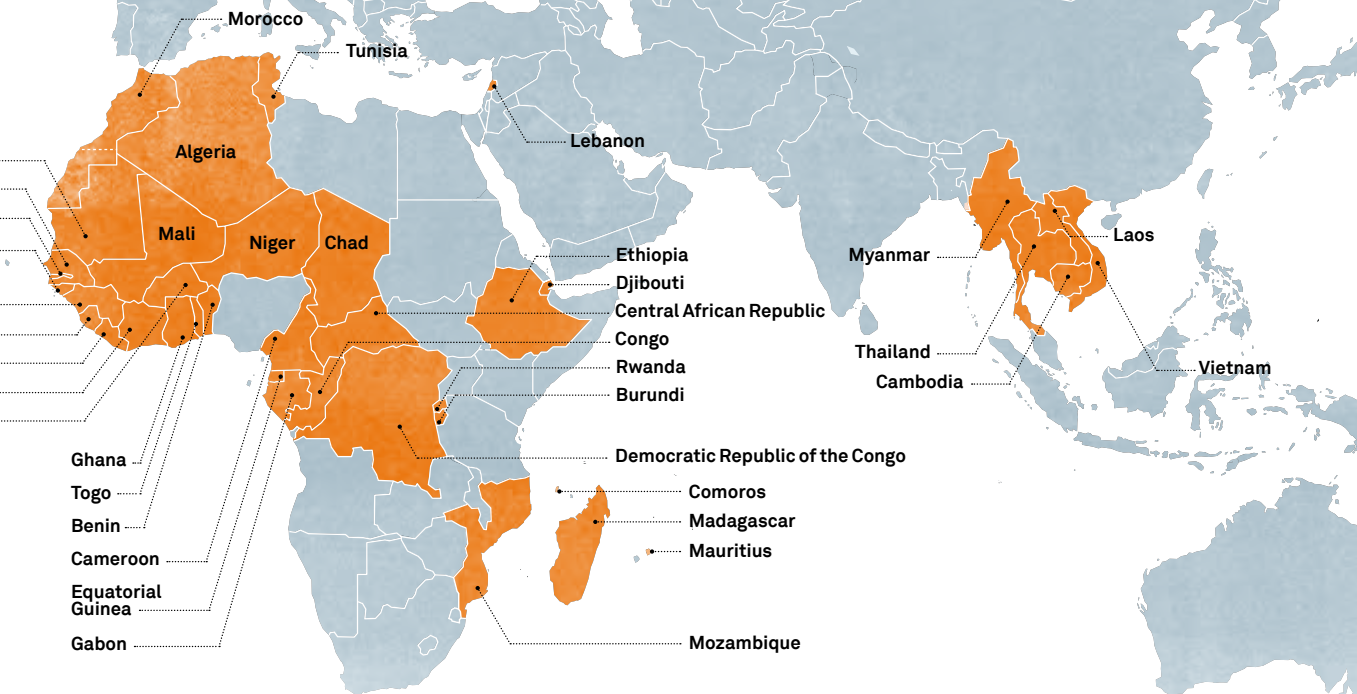 Morocco
Tunisia
Lebanon
Algeria
Mali
Niger
Chad
Ethiopia
Djibouti
Central African Republic
Congo
Rwanda
Burundi
Democratic Republic of the Congo
Comoros
Madagascar
Mauritius
Mozambique
Ghana
Togo
Benin
Cameroon
Equatorial
Guinea
Gabon
Myanmar
Laos
Thailand
Cambodia
Vietnam